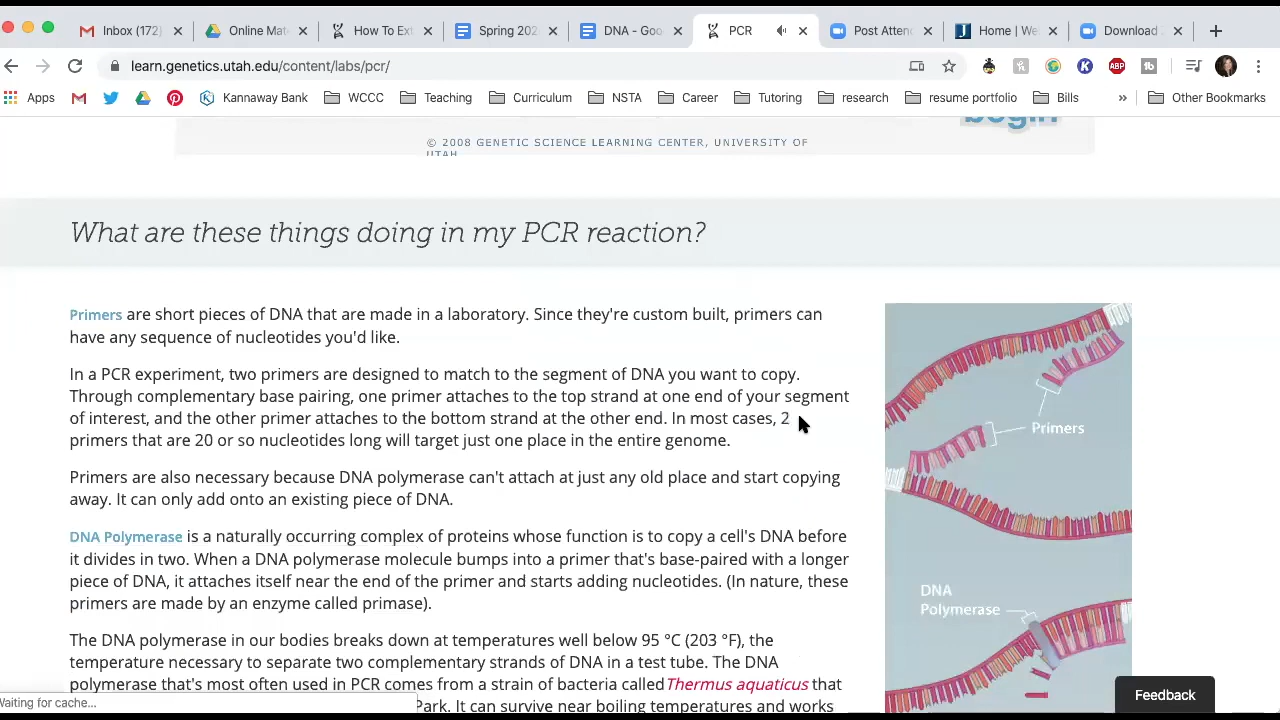 Inbox (172)
Online Mate
How To Ext
Spring 202
DNA - Goo
PCR
Post Atten
Home | We
Download
learn.genetics.utah.edu/content/labs/pcr/
Apps
Kannaway Bank
WCCC
Teaching
Curriculum
NSTA
Career
Tutoring
research
resume portfolio
Bills
»
Other Bookmarks
begin
© 2008 GENETIC SCIENCE LEARNING CENTER, UNIVERSITY OF
UTAH
What are these things doing in my PCR reaction?
Primers are short pieces of DNA that are made in a laboratory. Since they're custom built, primers can
have any sequence of nucleotides you'd like.
In a PCR experiment, two primers are designed to match to the segment of DNA you want to copy.
Through complementary base pairing, one primer attaches to the top strand at one end of your segment
of interest, and the other primer attaches to the bottom strand at the other end. In most cases, 2
primers that are 20 or so nucleotides long will target just one place in the entire genome.
Primers are also necessary because DNA polymerase can't attach at just any old place and start copying
away. It can only add onto an existing piece of DNA.
DNA Polymerase is a naturally occurring complex of proteins whose function is to copy a cell's DNA before
it divides in two. When a DNA polymerase molecule bumps into a primer that's base-paired with a longer
piece of DNA, it attaches itself near the end of the primer and starts adding nucleotides. (In nature, these
primers are made by an enzyme called primase).
The DNA polymerase in our bodies breaks down at temperatures well below 95 °C (203 °F), the
temperature necessary to separate two complementary strands of DNA in a test tube. The DNA
polymerase that's most often used in PCR comes from a strain of bacteria called Thermus aquaticus that
Park. It can survive near boiling temperatures and works
Primers
DNA
Polymerase
Waiting for cache...
Feedback